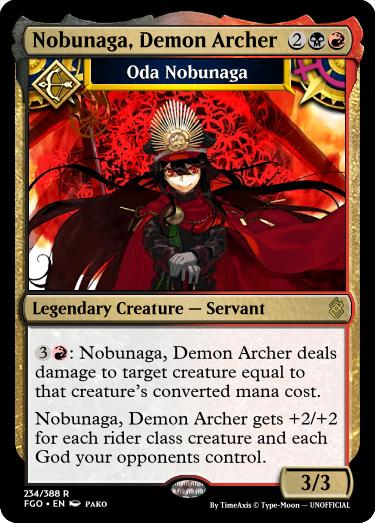 Nobunaga, Demon Archer 2
Oda Nobunaga
Legendary Creature — Servant
3 : Nobunaga, Demon Archer deals
damage to target creature equal to
that creature's converted mana cost.
Nobunaga, Demon Archer gets +2/+2
for each rider class creature and each
God your opponents control.
3/3
234/388 R
FGO • EN PAKO
By TimeAxis © Type-Moon — UNOFFICIAL